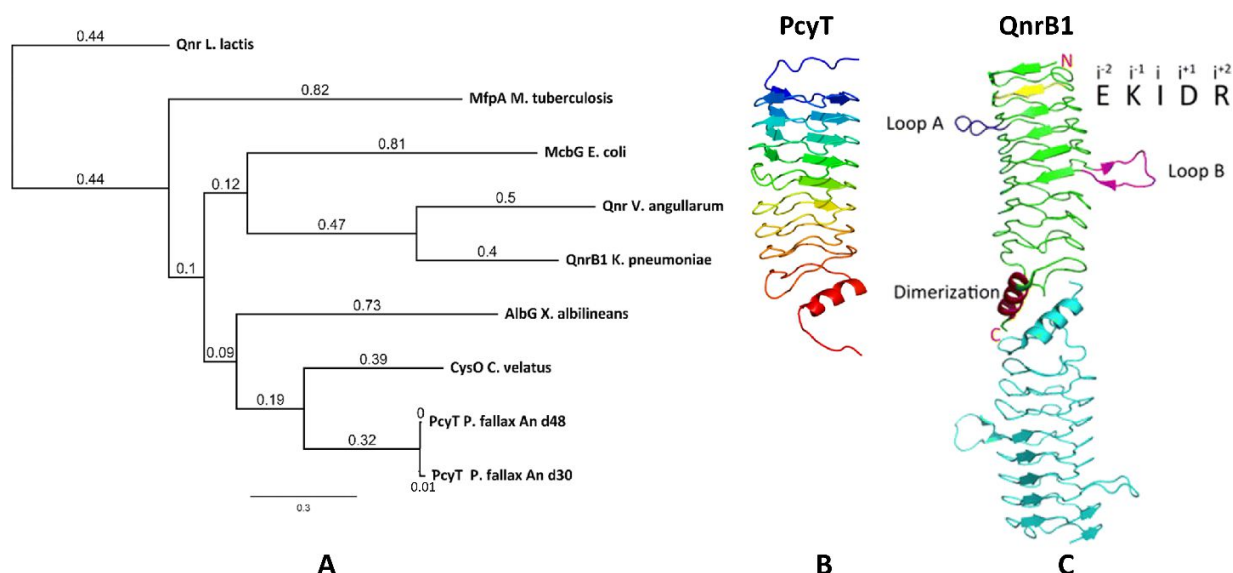 PcyT
QnrB1
0.44
Qnr L. lactis
0.82
MfpA M. tuberculosis
0.81
McbG E. coli
0.44
0.12
0.5
Qnr V. angullarum
0.47
0.4
QnrB1 K. pneumoniae
0.1
0.73
AlbG X. albilineans
0.09
0.39
CysO C. velatus
0.19
0
PcyT P. fallax An d48
0.32
PcyT P. fallax An d30
0.01
0.3
N
i-2 i-1 i i+1 i+2
E K I D R
Loop A
Loop B
Dimerization
C
A
B
C